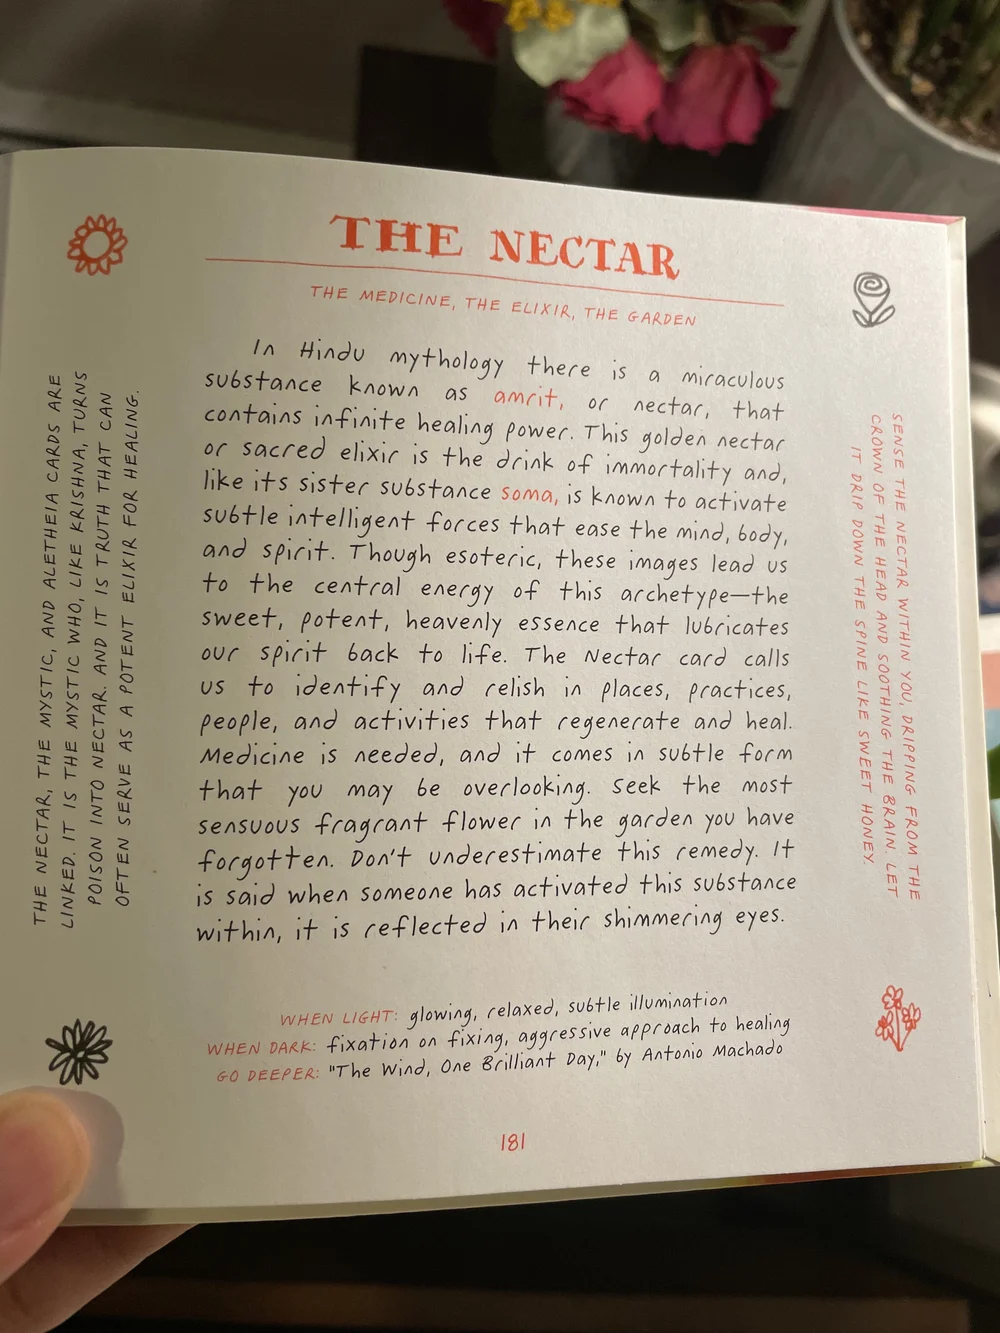 THE NECTAR
THE MEDICINE, THE ELIXIR, THE GARDEN
In Hindu mythology there is a miraculous
substance known as amrit, or nectar, that
contains infinite healing power. This golden nectar
or sacred elixir is the drink of immortality and,
like its sister substance soma, is known to activate
subtle intelligent forces that ease the mind, body,
and spirit. Though esoteric, these images lead us
to the central energy of this archetype—the
sweet, potent, heavenly essence that lubricates
our spirit back to life. The Nectar card calls
us to identify and relish in places, practices,
people, and activities that regenerate and heal.
Medicine is needed, and it comes in subtle form
that you may be overlooking. Seek the most
sensuous fragrant flower in the garden you have
forgotten. Don't underestimate this remedy. It
is said when someone has activated this substance
within, it is reflected in their shimmering eyes.
WHEN LIGHT: glowing, relaxed, subtle illumination
WHEN DARK: fixation on fixing, aggressive approach to healing
GO DEEPER: "The Wind, One Brilliant Day," by Antonio Machado
181
THE NECTAR, THE MYSTIC, AND ALETHEIA CARDS ARE
LINKED. IT IS THE MYSTIC WHO, LIKE KRISHNA, TURNS
POISON INTO NECTAR. AND IT IS TRUTH THAT CAN
OFTEN SERVE AS A POTENT ELIXIR FOR HEALING.
SENSE THE NECTAR WITHIN YOU, DRIPPING FROM THE
CROWN OF THE HEAD AND SOOTHING THE BRAIN. LET
IT DRIP DOWN THE SPINE LIKE SWEET HONEY.